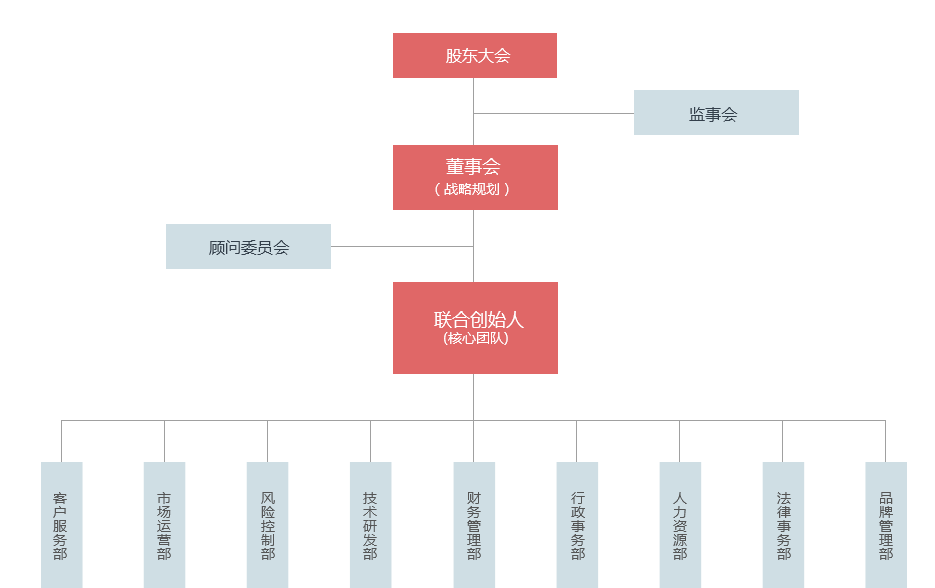 股东大会
监事会
董事会
（战略规划）
顾问委员会
联合创始人
(核心团队)
客户服务部
市场运营部
风险控制部
技术研发部
财务管理部
行政事务部
人力资源部
法律事务部
品牌管理部